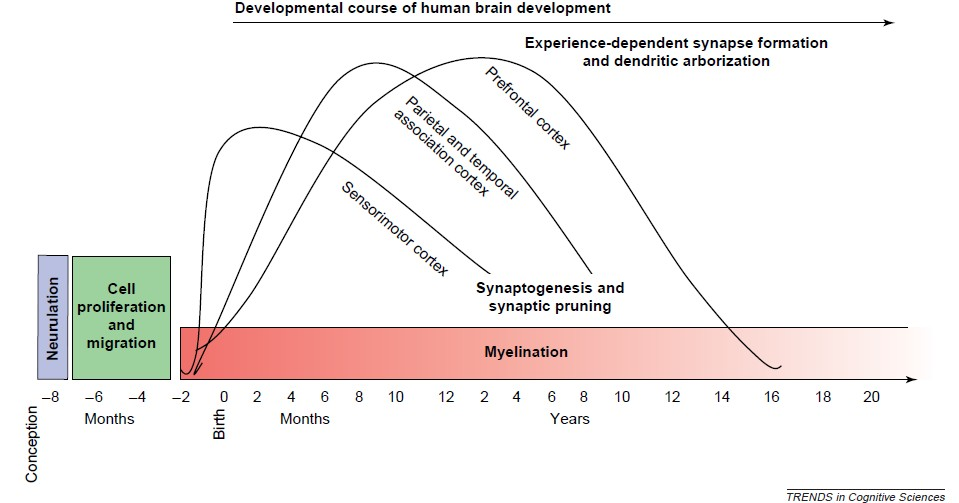 Developmental course of human brain development
Experience-dependent synapse formation
and dendritic arborization
Prefrontal cortex
Parietal and temporal
association cortex
Sensorimotor cortex
Neurulation
Cell
proliferation
and
migration
Synaptogenesis and
synaptic pruning
Myelination
–8 –6 –4 –2 0 2 4 6 8 10 12 2 4 6 8 10 12 14 16 18 20
Conception
Months
Birth
Months
Years
TRENDS in Cognitive Sciences